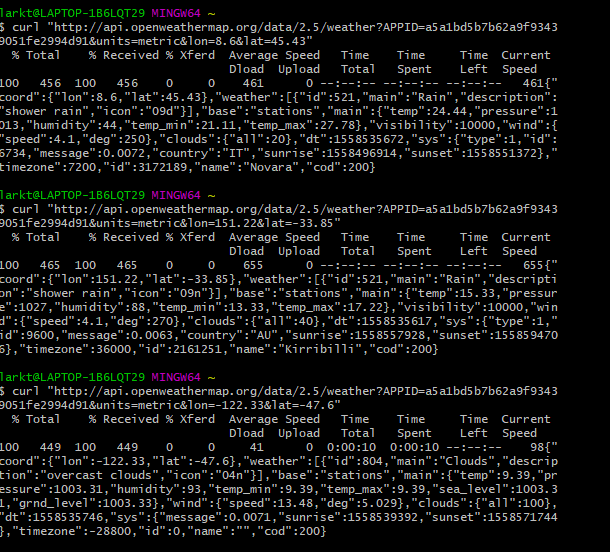 larkt@LAPTOP-1B6LQT29 MINGW64 ~
$ curl "http://api.openweathermap.org/data/2.5/weather?APPID=a5a1bd5b7b62a9f9343
9051fe2994d91&units=metric&lon=8.6&lat=45.43"
% Total % Received % Xferd Average Speed Time Time Time Current
Dload Upload Total Spent Left Speed
100 456 100 456 0 0 461 0 --:--:-- --:--:-- --:--:-- 461{"
coord":{"lon":8.6,"lat":45.43},"weather":[{"id":521,"main":"Rain","description":
"shower rain","icon":"09d"}],"base":"stations","main":{"temp":24.44,"pressure":1
013,"humidity":44,"temp_min":21.11,"temp_max":27.78},"visibility":10000,"wind":{
"speed":4.1,"deg":250},"clouds":{"all":20},"dt":1558535672,"sys":{"type":1,"id":
6734,"message":0.0072,"country":"IT","sunrise":1558496914,"sunset":1558551372},"
timezone":7200,"id":3172189,"name":"Novara","cod":200}
larkt@LAPTOP-1B6LQT29 MINGW64 ~
$ curl "http://api.openweathermap.org/data/2.5/weather?APPID=a5a1bd5b7b62a9f9343
9051fe2994d91&units=metric&lon=151.22&lat=-33.85"
% Total % Received % Xferd Average Speed Time Time Time Current
Dload Upload Total Spent Left Speed
100 465 100 465 0 0 655 0 --:--:-- --:--:-- --:--:-- 655{"
coord":{"lon":151.22,"lat":-33.85},"weather":[{"id":521,"main":"Rain","descripti
on":"shower rain","icon":"09n"}],"base":"stations","main":{"temp":15.33,"pressur
e":1027,"humidity":88,"temp_min":13.33,"temp_max":17.22},"visibility":10000,"win
d":{"speed":4.1,"deg":270},"clouds":{"all":40},"dt":1558535617,"sys":{"type":1,"
id":9600,"message":0.0063,"country":"AU","sunrise":1558557928,"sunset":155859470
6},"timezone":36000,"id":2161251,"name":"Kirribilli","cod":200}
larkt@LAPTOP-1B6LQT29 MINGW64 ~
$ curl "http://api.openweathermap.org/data/2.5/weather?APPID=a5a1bd5b7b62a9f9343
9051fe2994d91&units=metric&lon=-122.33&lat=-47.6"
% Total % Received % Xferd Average Speed Time Time Time Current
Dload Upload Total Spent Left Speed
100 449 100 449 0 0 41 0 0:00:10 0:00:10 --:--:-- 98{"
coord":{"lon":-122.33,"lat":-47.6},"weather":[{"id":804,"main":"Clouds","descrip
tion":"overcast clouds","icon":"04n"}],"base":"stations","main":{"temp":9.39,"pr
essure":1003.31,"humidity":93,"temp_min":9.39,"temp_max":9.39,"sea_level":1003.3
1,"grnd_level":1003.33},"wind":{"speed":13.48,"deg":5.029},"clouds":{"all":100},
"dt":1558535746,"sys":{"message":0.0071,"sunrise":1558539392,"sunset":1558571744
},"timezone":-28800,"id":0,"name":"","cod":200}